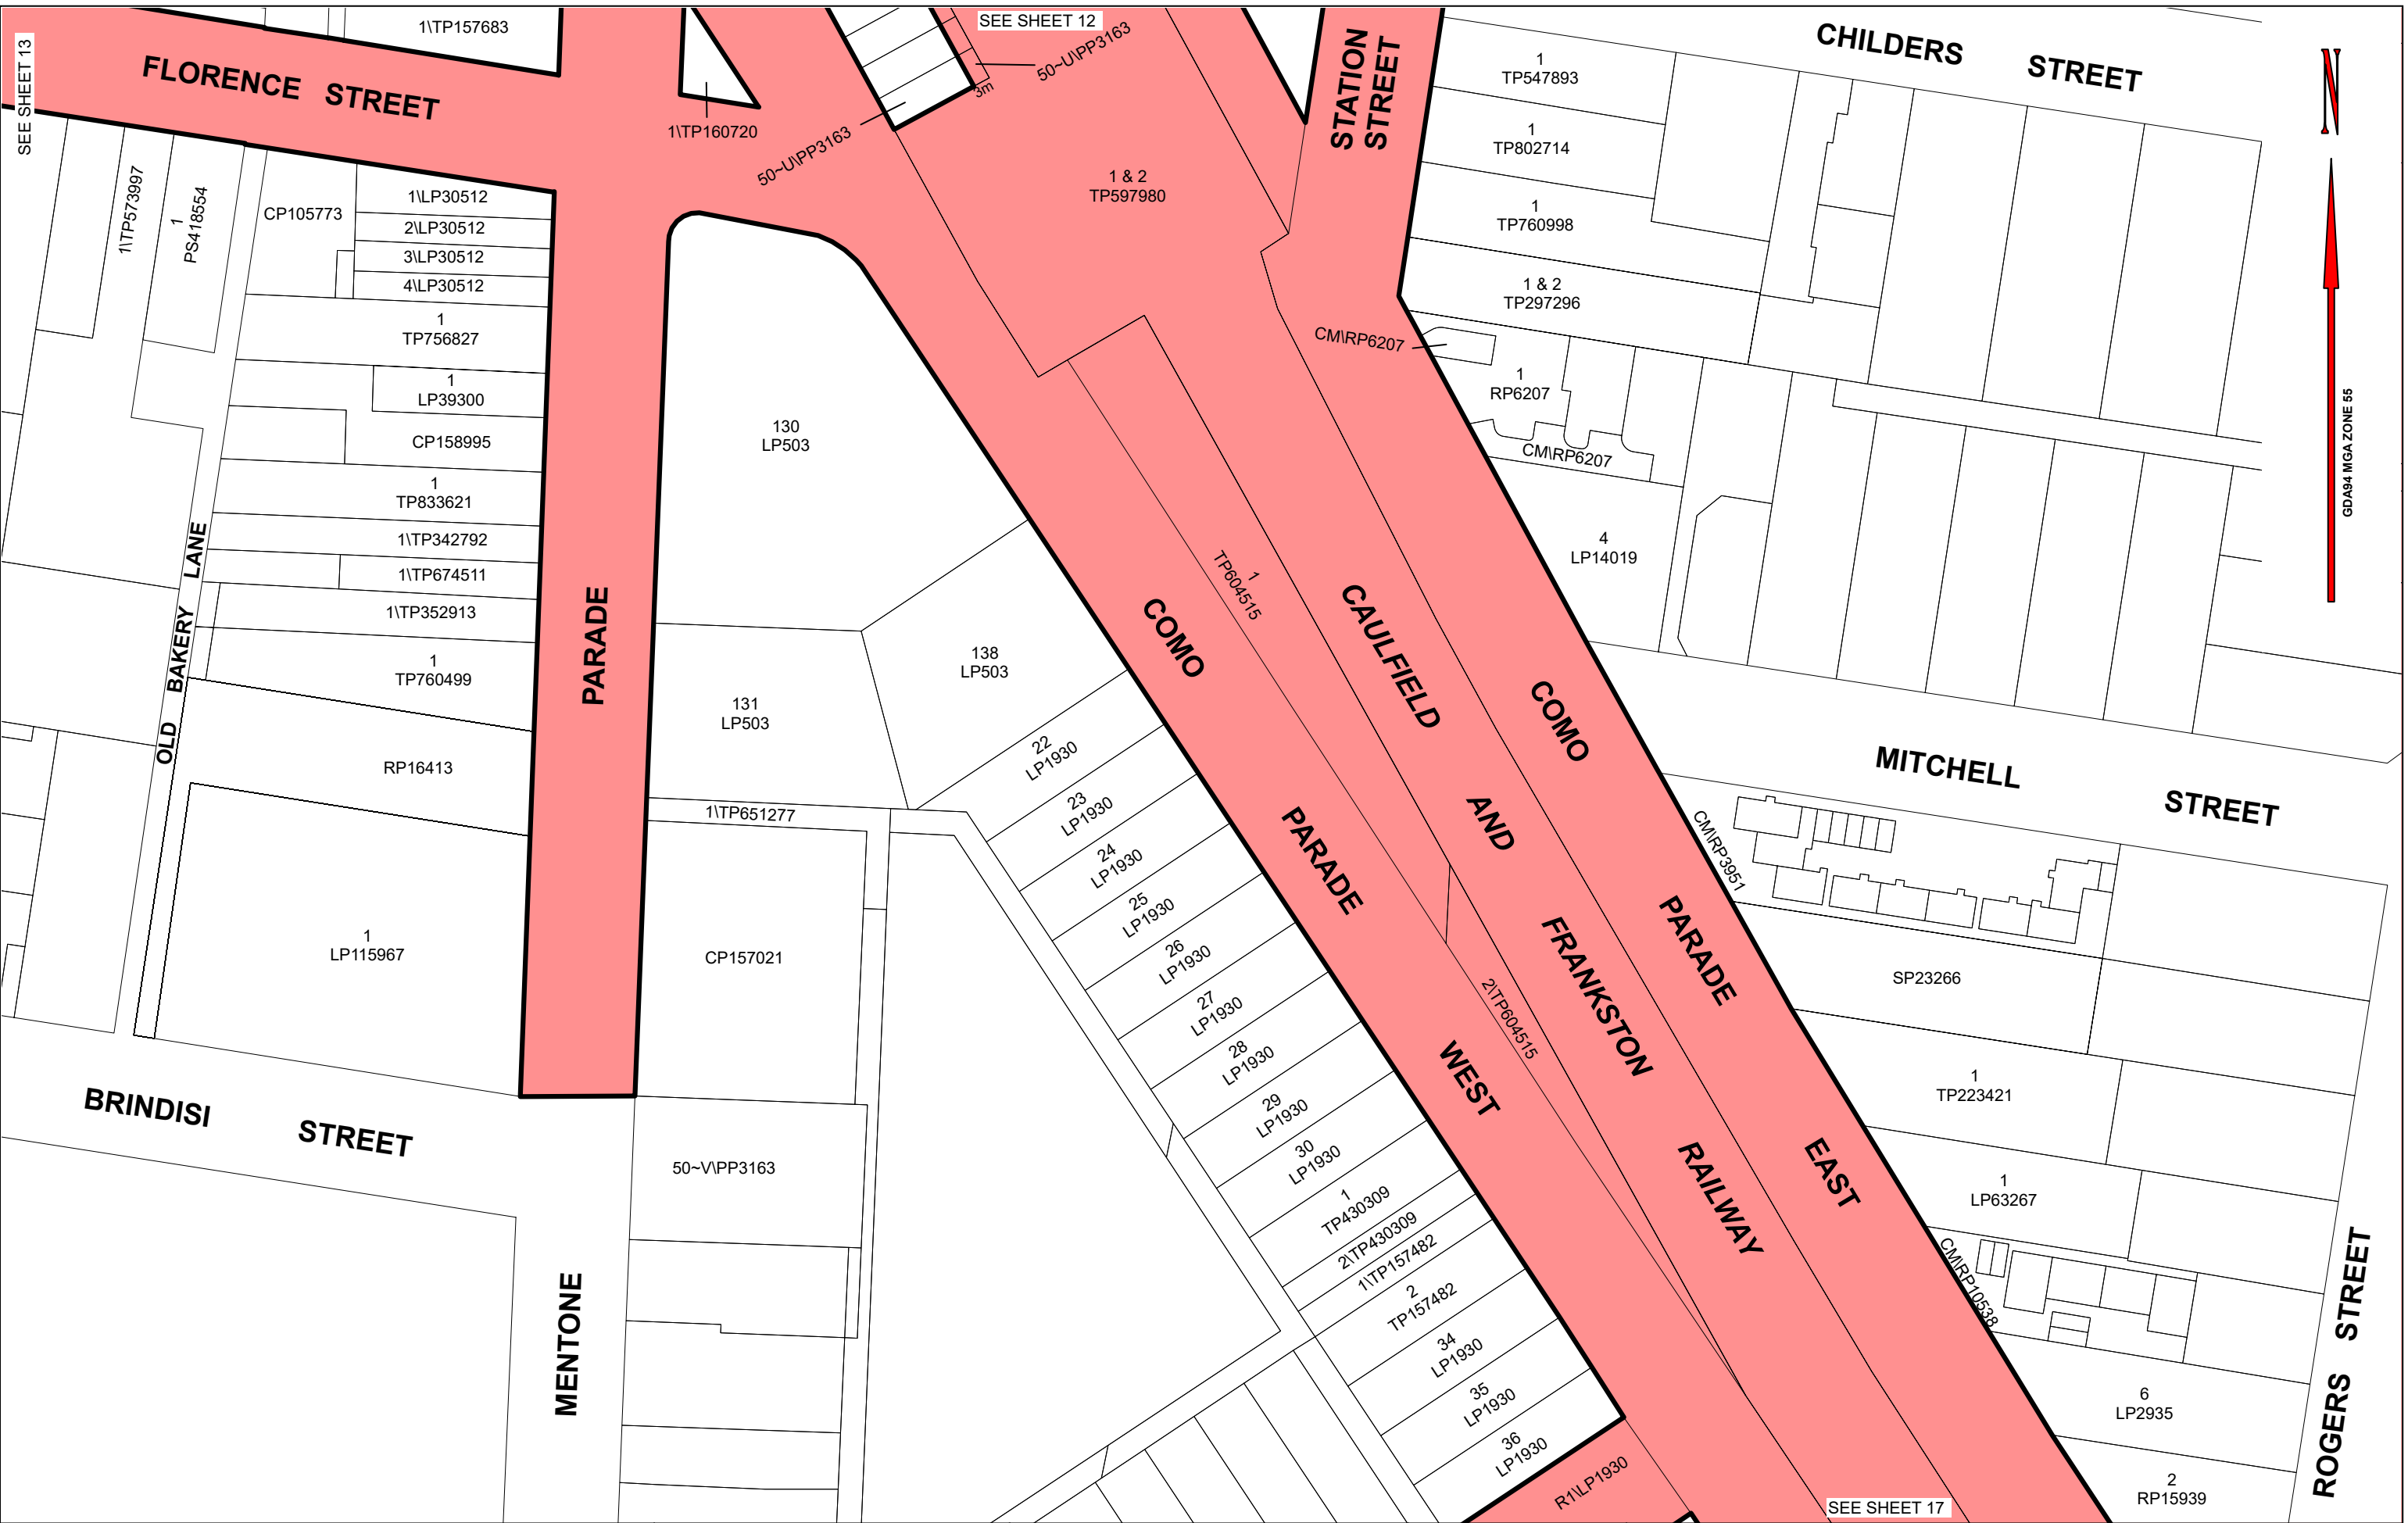 SEE SHEET 13
FLORENCE STREET
1\TP157683
SEE SHEET 12
50~U\PP3163
3m
1\TP160720
50~U\PP3163
1 & 2
TP597980
STATION
STREET
CHILDERS STREET
N
GDA94 MGA ZONE 55
1
TP547893
1
TP802714
1
TP760998
1 & 2
TP297296
CM\RP6207
1
RP6207
CM\RP6207
4
LP14019
1\TP573997
1
PS418554
CP105773
1\LP30512
2\LP30512
3\LP30512
4\LP30512
1
TP756827
1
LP39300
CP158995
1
TP833621
1\TP342792
1\TP674511
1\TP352913
1
TP760499
RP16413
1
LP115967
OLD BAKERY LANE
PARADE
MENTONE
BRINDISI STREET
130
LP503
138
LP503
131
LP503
1\TP651277
CP157021
50~V\PP3163
22
LP1930
23
LP1930
24
LP1930
25
LP1930
26
LP1930
27
LP1930
28
LP1930
29
LP1930
30
LP1930
1
TP430309
2\TP430309
1\TP157482
2
TP157482
34
LP1930
35
LP1930
36
LP1930
R1\LP1930
COMO PARADE WEST
1
TP604515
2\TP604515
CAULFIELD AND FRANKSTON RAILWAY
COMO PARADE EAST
MITCHELL STREET
CM\RP3951
SP23266
1
TP223421
1
LP63267
CM\RP10538
6
LP2935
2
RP15939
ROGERS STREET
SEE SHEET 17